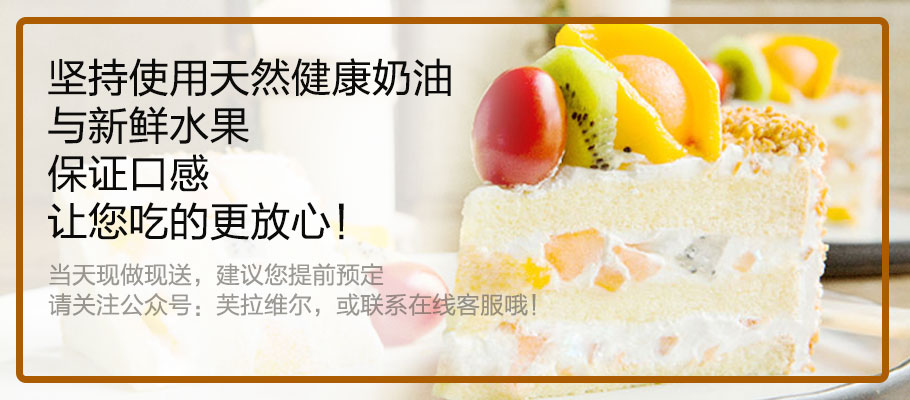 坚持使用天然健康奶油
与新鲜水果
保证口感
让您吃的更放心！
当天现做现送，建议您提前预定
请关注公众号：芙拉维尔，或联系在线客服哦！